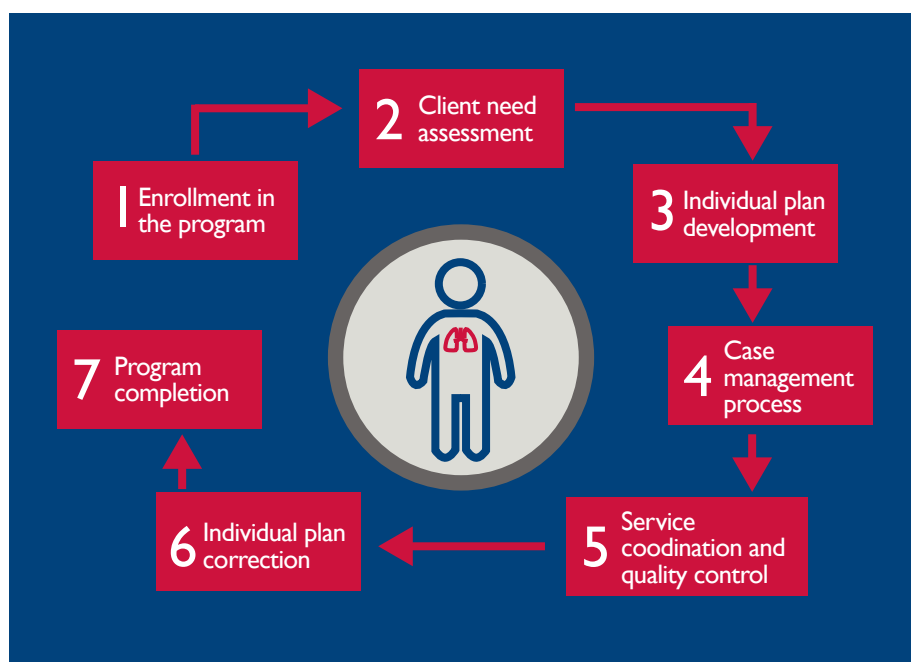 1 Enrollment in
the program
2 Client need
assessment
3 Individual plan
development
4 Case
management
process
5 Service
coodination and
quality control
6 Individual plan
correction
7 Program
completion